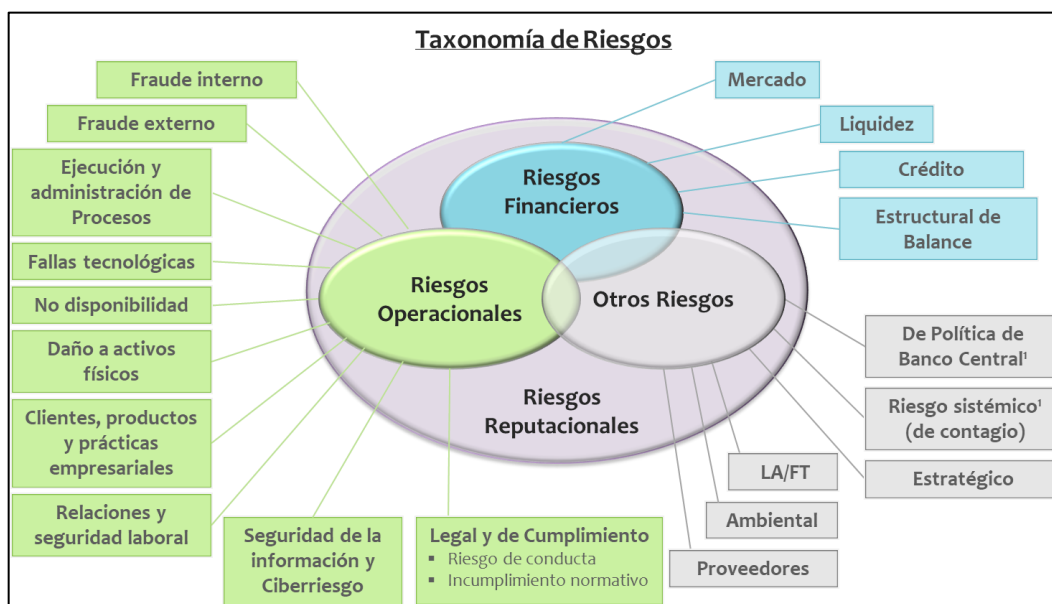 Taxonomía de Riesgos
Fraude interno
Fraude externo
Ejecución y
administración de
Procesos
Fallas tecnológicas
No disponibilidad
Daño a activos
físicos
Clientes, productos
y prácticas
empresariales
Relaciones y
seguridad laboral
Seguridad de la
información y
Ciberriesgo
Legal y de Cumplimiento
▪ Riesgo de conducta
▪ Incumplimiento normativo
Riesgos
Financieros
Riesgos
Operacionales
Otros Riesgos
Riesgos
Reputacionales
Mercado
Liquidez
Crédito
Estructural de
Balance
De Política de
Banco Central¹
Riesgo sistémico¹
(de contagio)
Estratégico
LA/FT
Ambiental
Proveedores